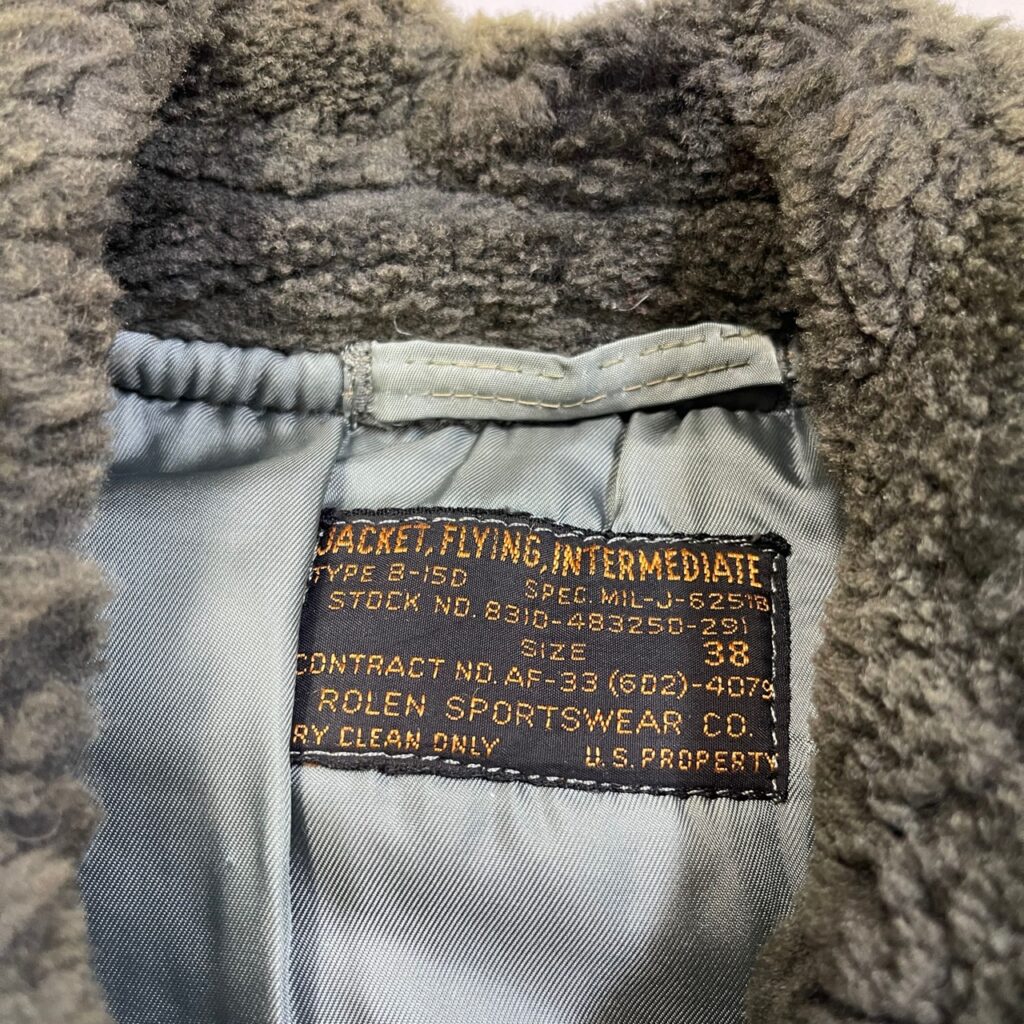 JACKET, FLYING, INTERMEDIATE
TYPE B-15D SPEC. MIL-J-6251B
STOCK NO. 8310-483250-291
SIZE 38
CONTRACT NO. AF-33 (602)-4079
ROLEN SPORTSWEAR CO.
RY CLEAN ONLY U.S. PROPERTY